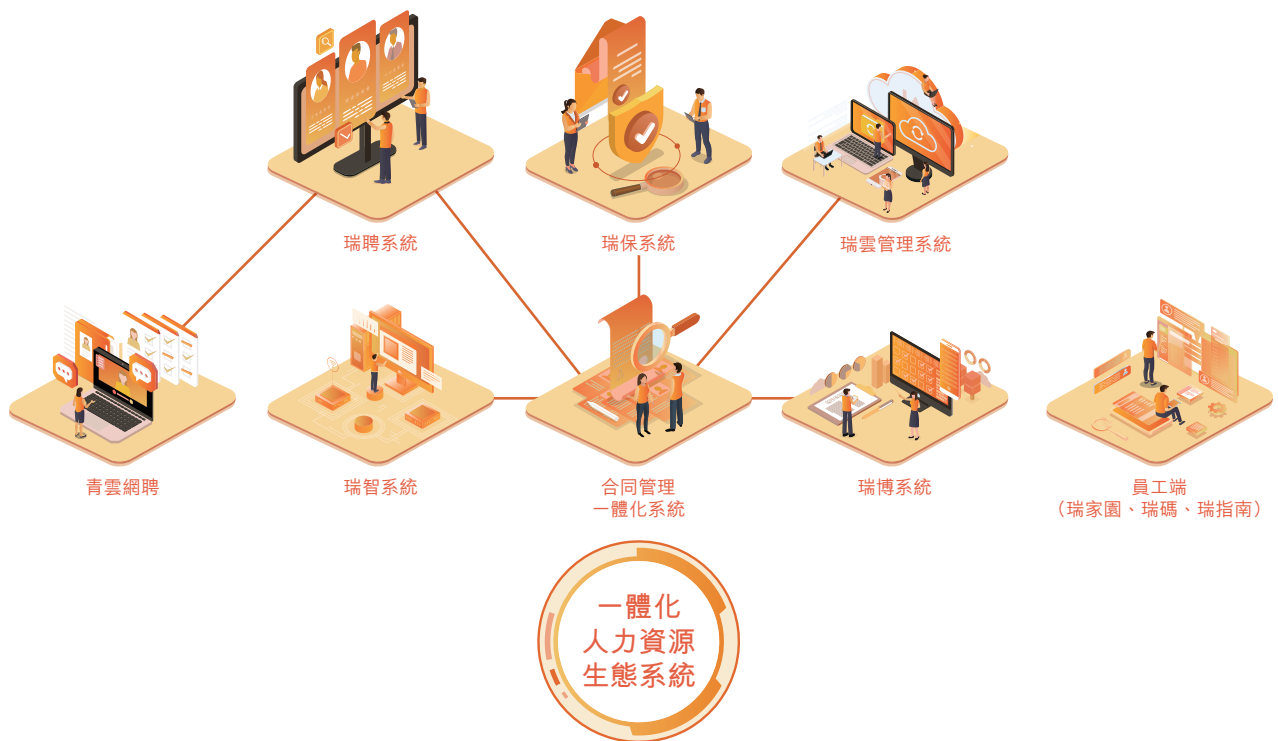 瑞聘系統
瑞保系統
瑞雲管理系統
青雲網聘
瑞智系統
合同管理
一體化系統
瑞博系統
員工端
（瑞家園、瑞碼、瑞指南）
一體化
人力資源
生態系統